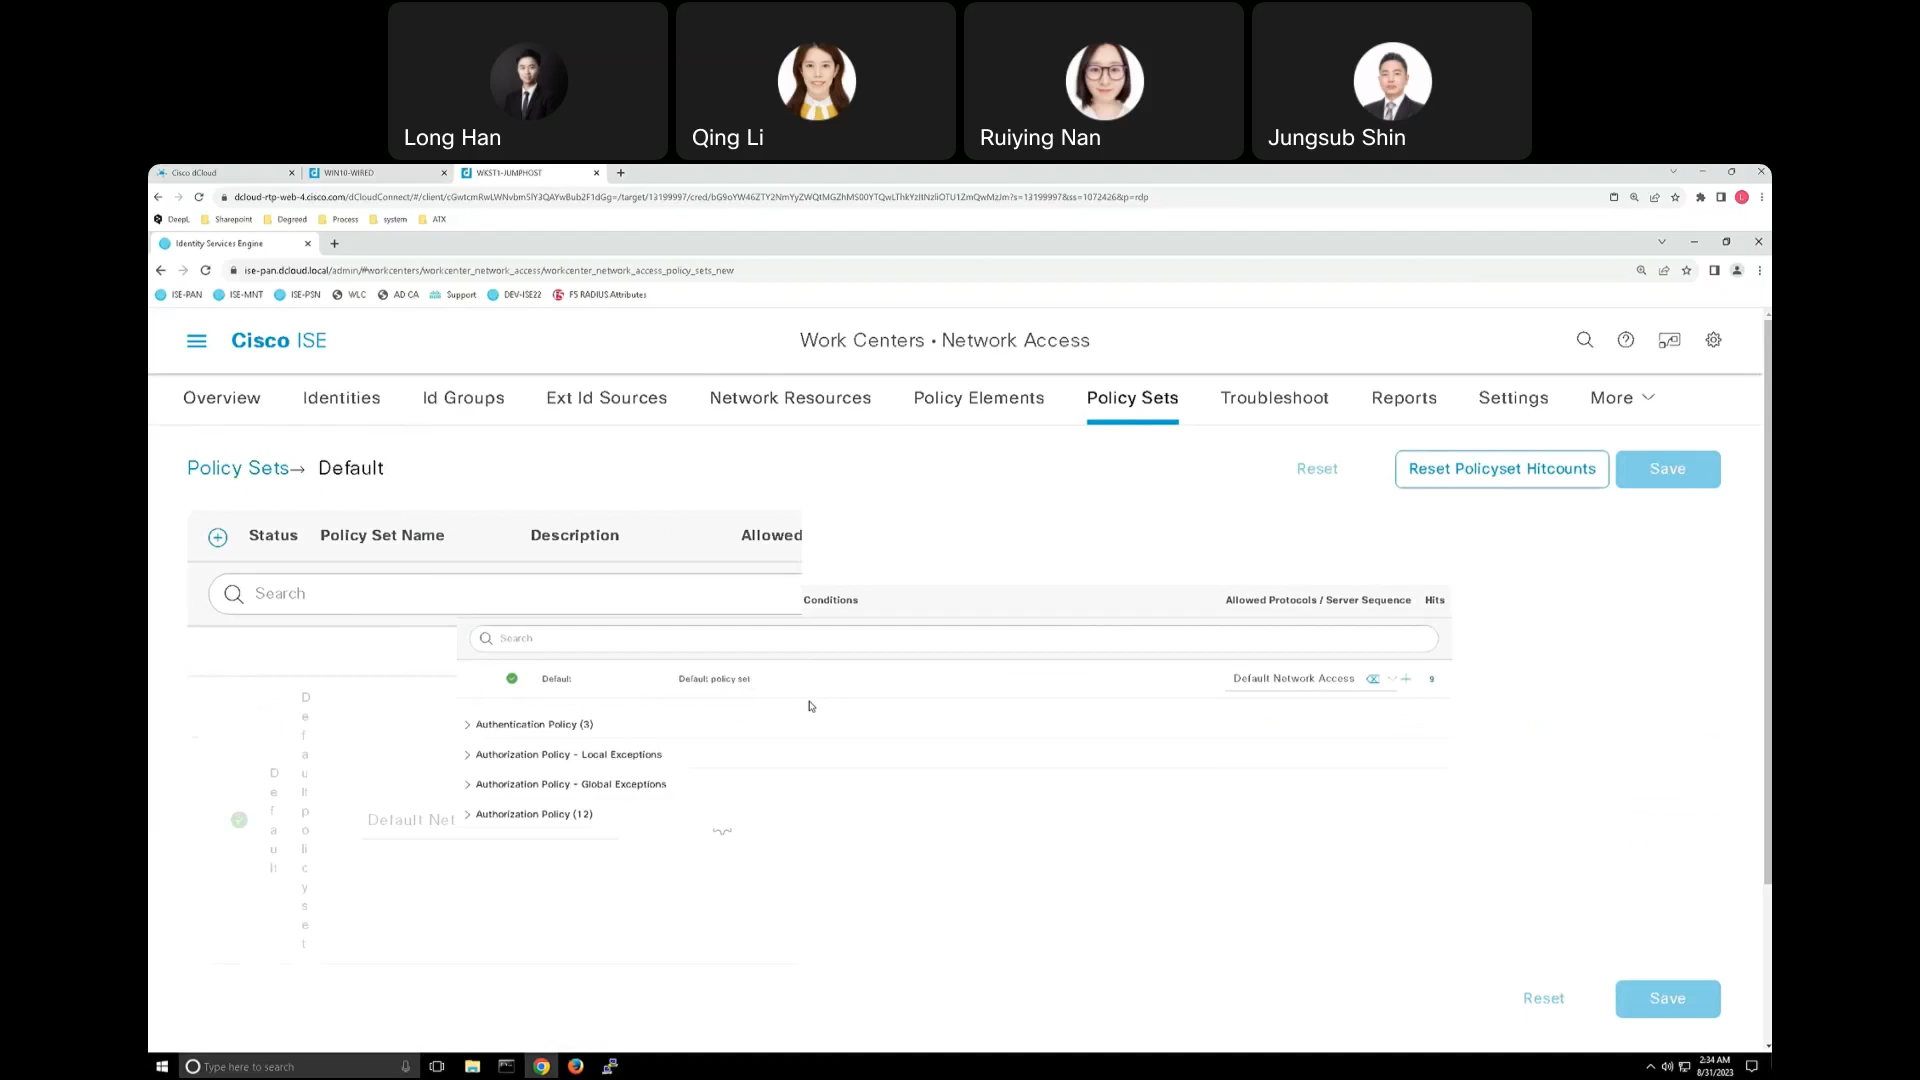 Long Han
Qing Li
Ruiying Nan
Jungsub Shin
Cisco dCloud
WIN10-WIRED
WKST1-JUMPHOST
DeepL
Sharepoint
Degreed
Process
system
ATX
Identity Services Engine
ise-pan.dcloud.local/admin/#workcenters/workcenter_network_access/workcenter_network_access_policy_sets_new
ISE-PAN
ISE-MNT
ISE-PSN
WLC
AD CA
Support
DEV-ISE22
F5 RADIUS Attributes
Cisco ISE
Work Centers • Network Access
Overview
Identities
Id Groups
Ext Id Sources
Network Resources
Policy Elements
Policy Sets
Troubleshoot
Reports
Settings
More
Policy Sets→ Default
Reset
Reset Policyset Hitcounts
Save
Status
Policy Set Name
Description
Allowed
Search
Conditions
Allowed Protocols / Server Sequence
Hits
Search
Default
Default policy set
Default Network Access
9
Authentication Policy (3)
Authorization Policy - Local Exceptions
Authorization Policy - Global Exceptions
Authorization Policy (12)
Default
Default policy set
Default Net
Reset
Save
Type here to search
2:34 AM
8/31/2023